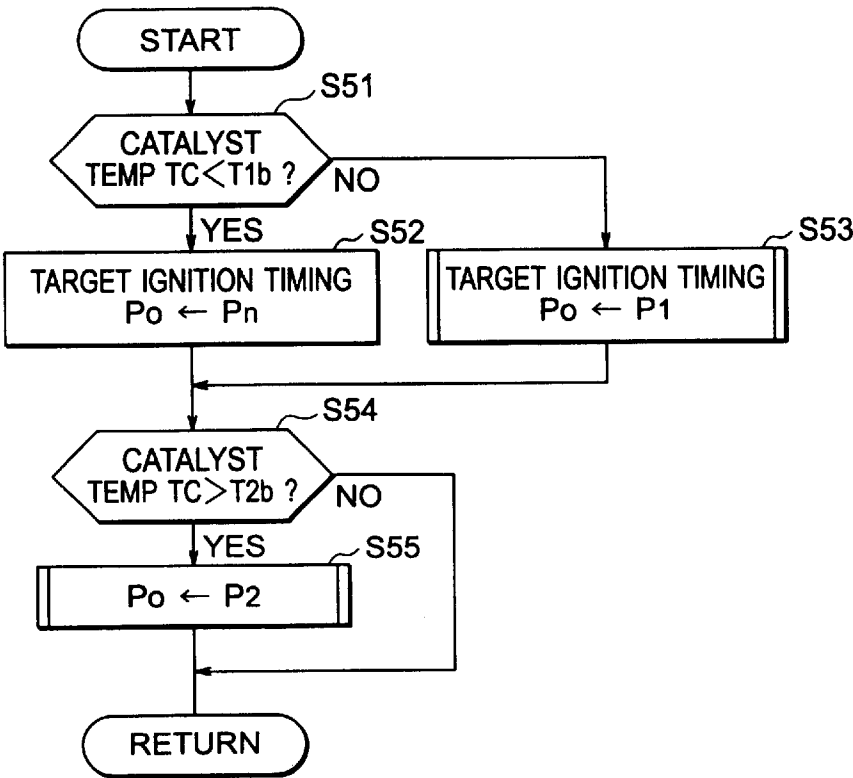 START
S51
CATALYST
TEMP TC<T1b ?
NO
YES
S52
TARGET IGNITION TIMING
Po ← Pn
S53
TARGET IGNITION TIMING
Po ← P1
S54
CATALYST
TEMP TC>T2b ?
NO
YES
S55
Po ← P2
RETURN